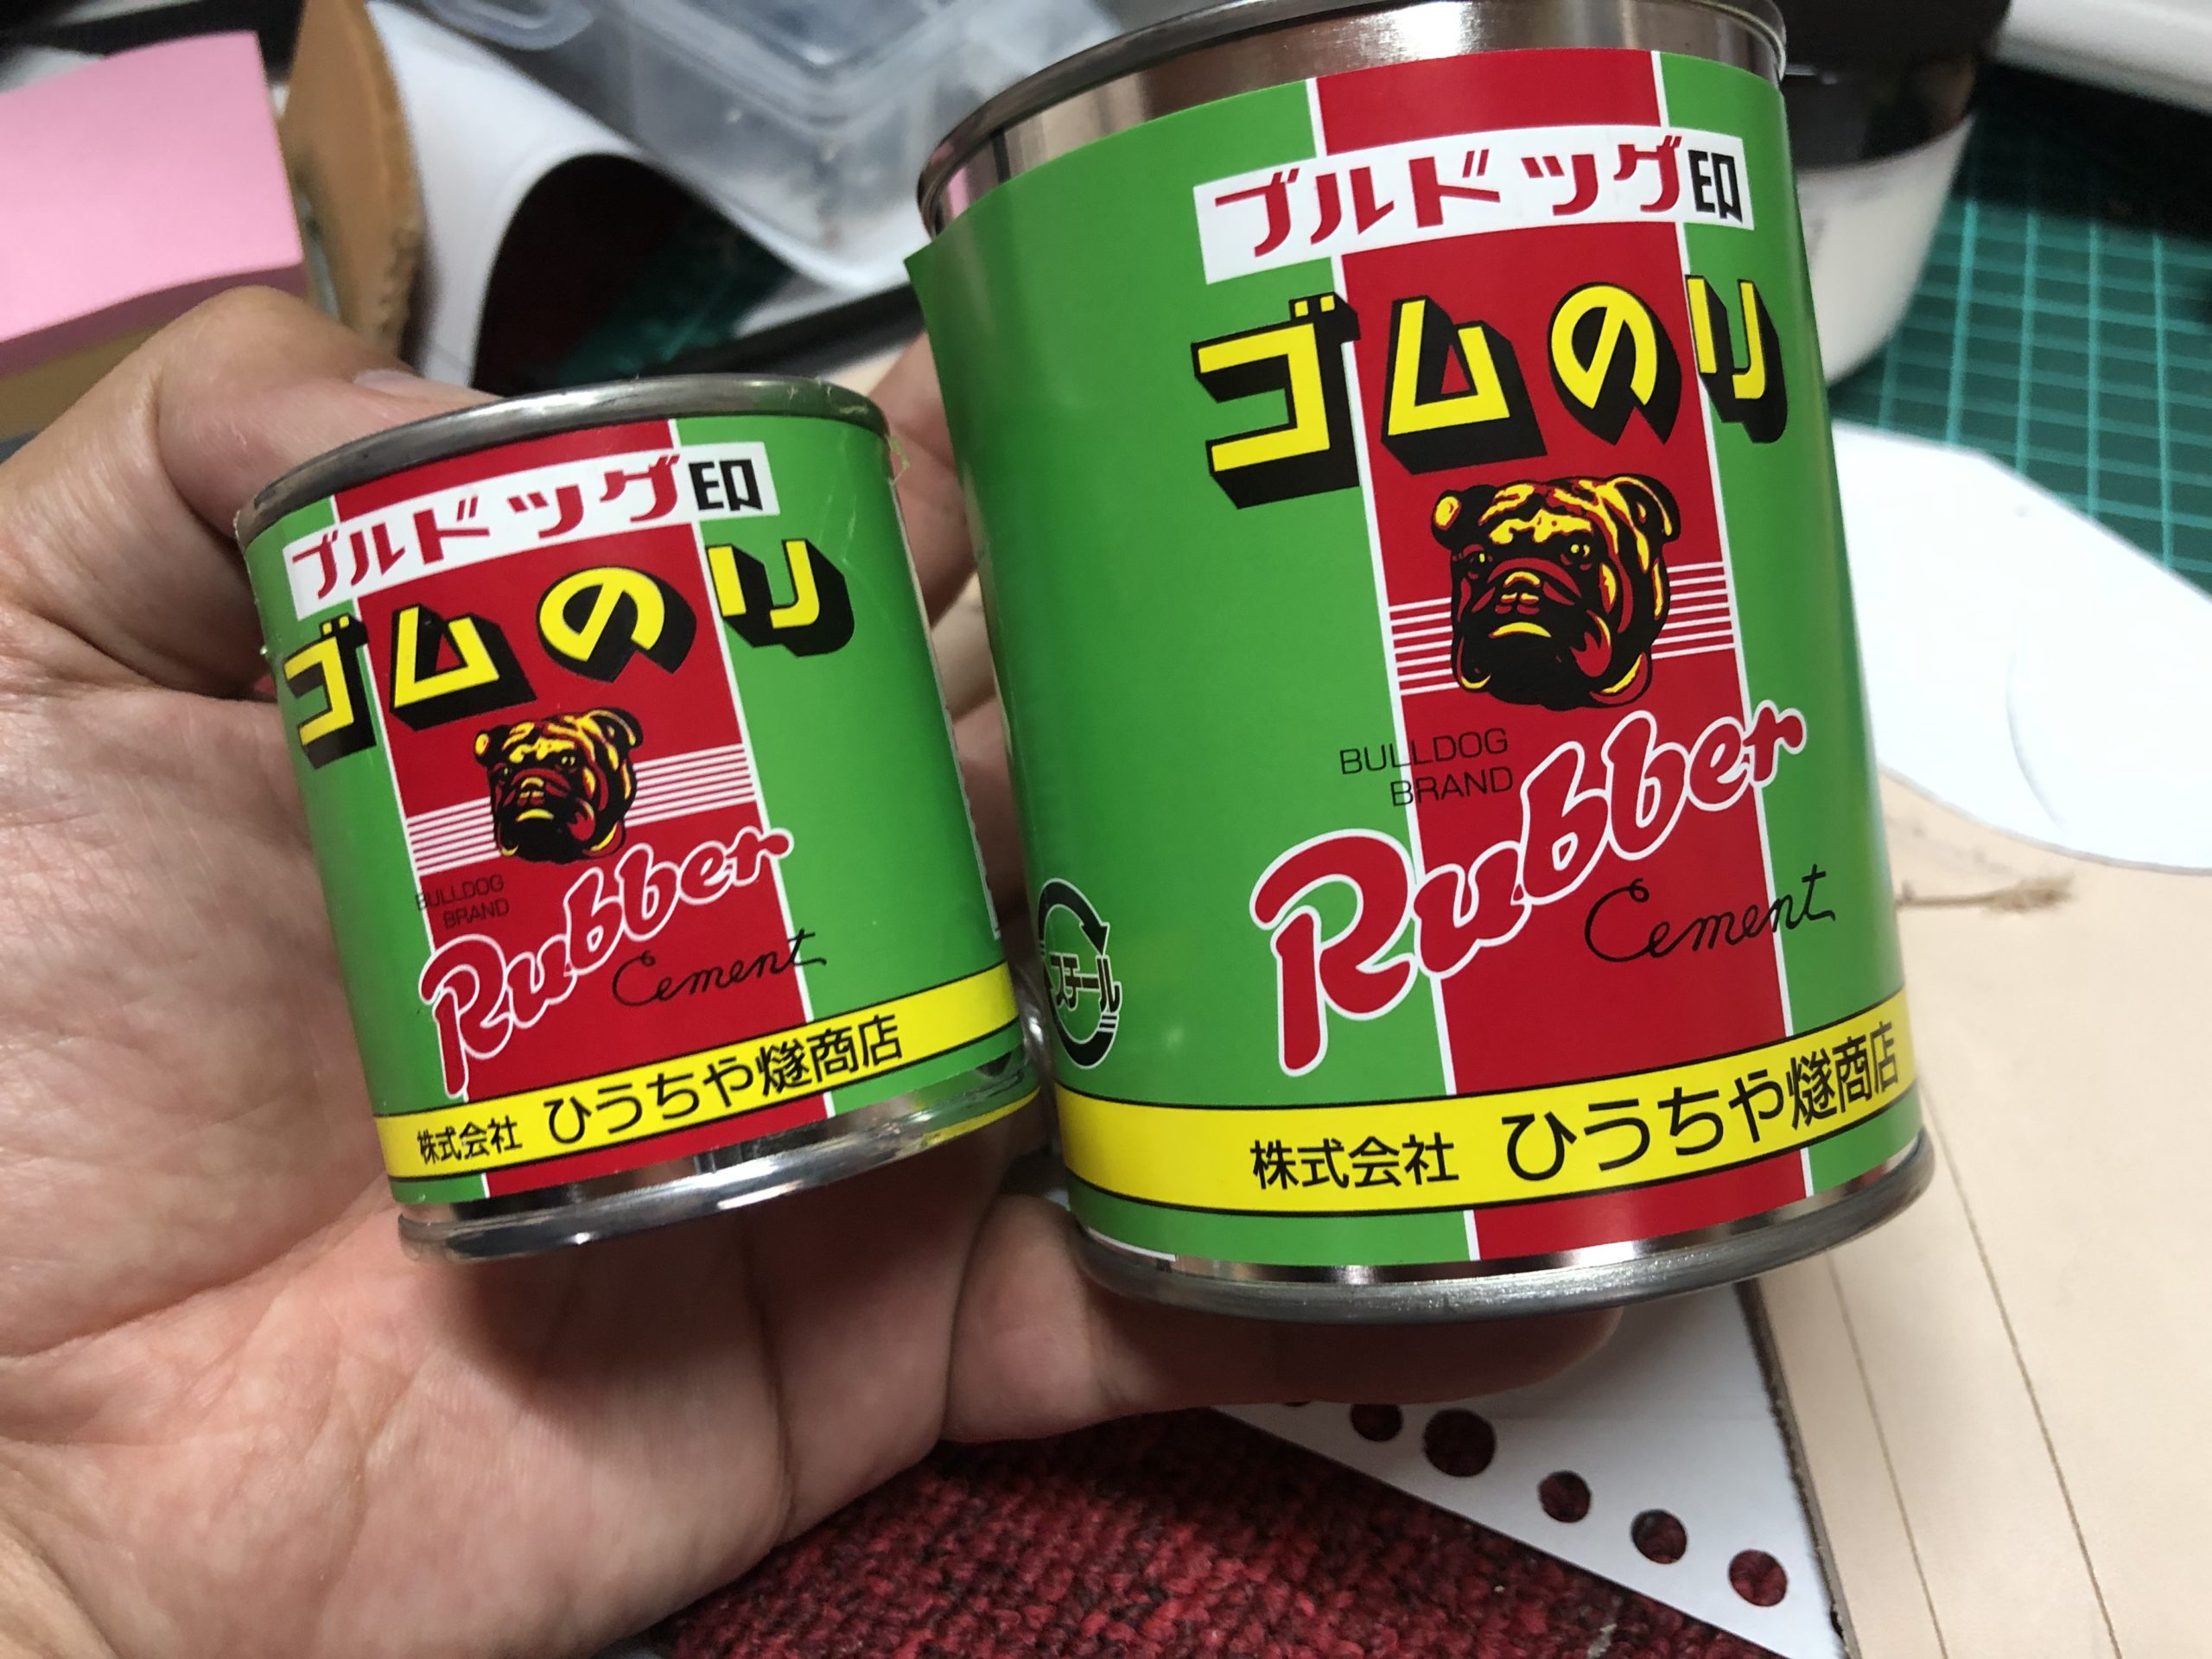 ブルドッグ印
ゴムのり
BULLDOG
BRAND
Rubber
Cement
株式会社 ひうちや燧商店
ブルドッグ印
ゴムのり
BULLDOG
BRAND
Rubber
Cement
スチール
株式会社 ひうちや燧商店